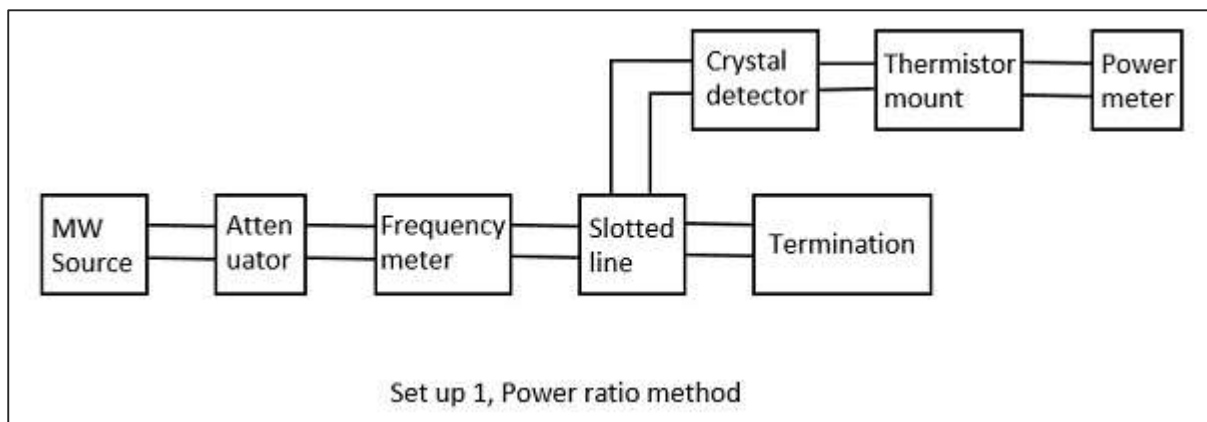 Crystal
detector
Thermistor
mount
Power
meter
MW
Source
Atten
uator
Frequency
meter
Slotted
line
Termination
Set up 1, Power ratio method